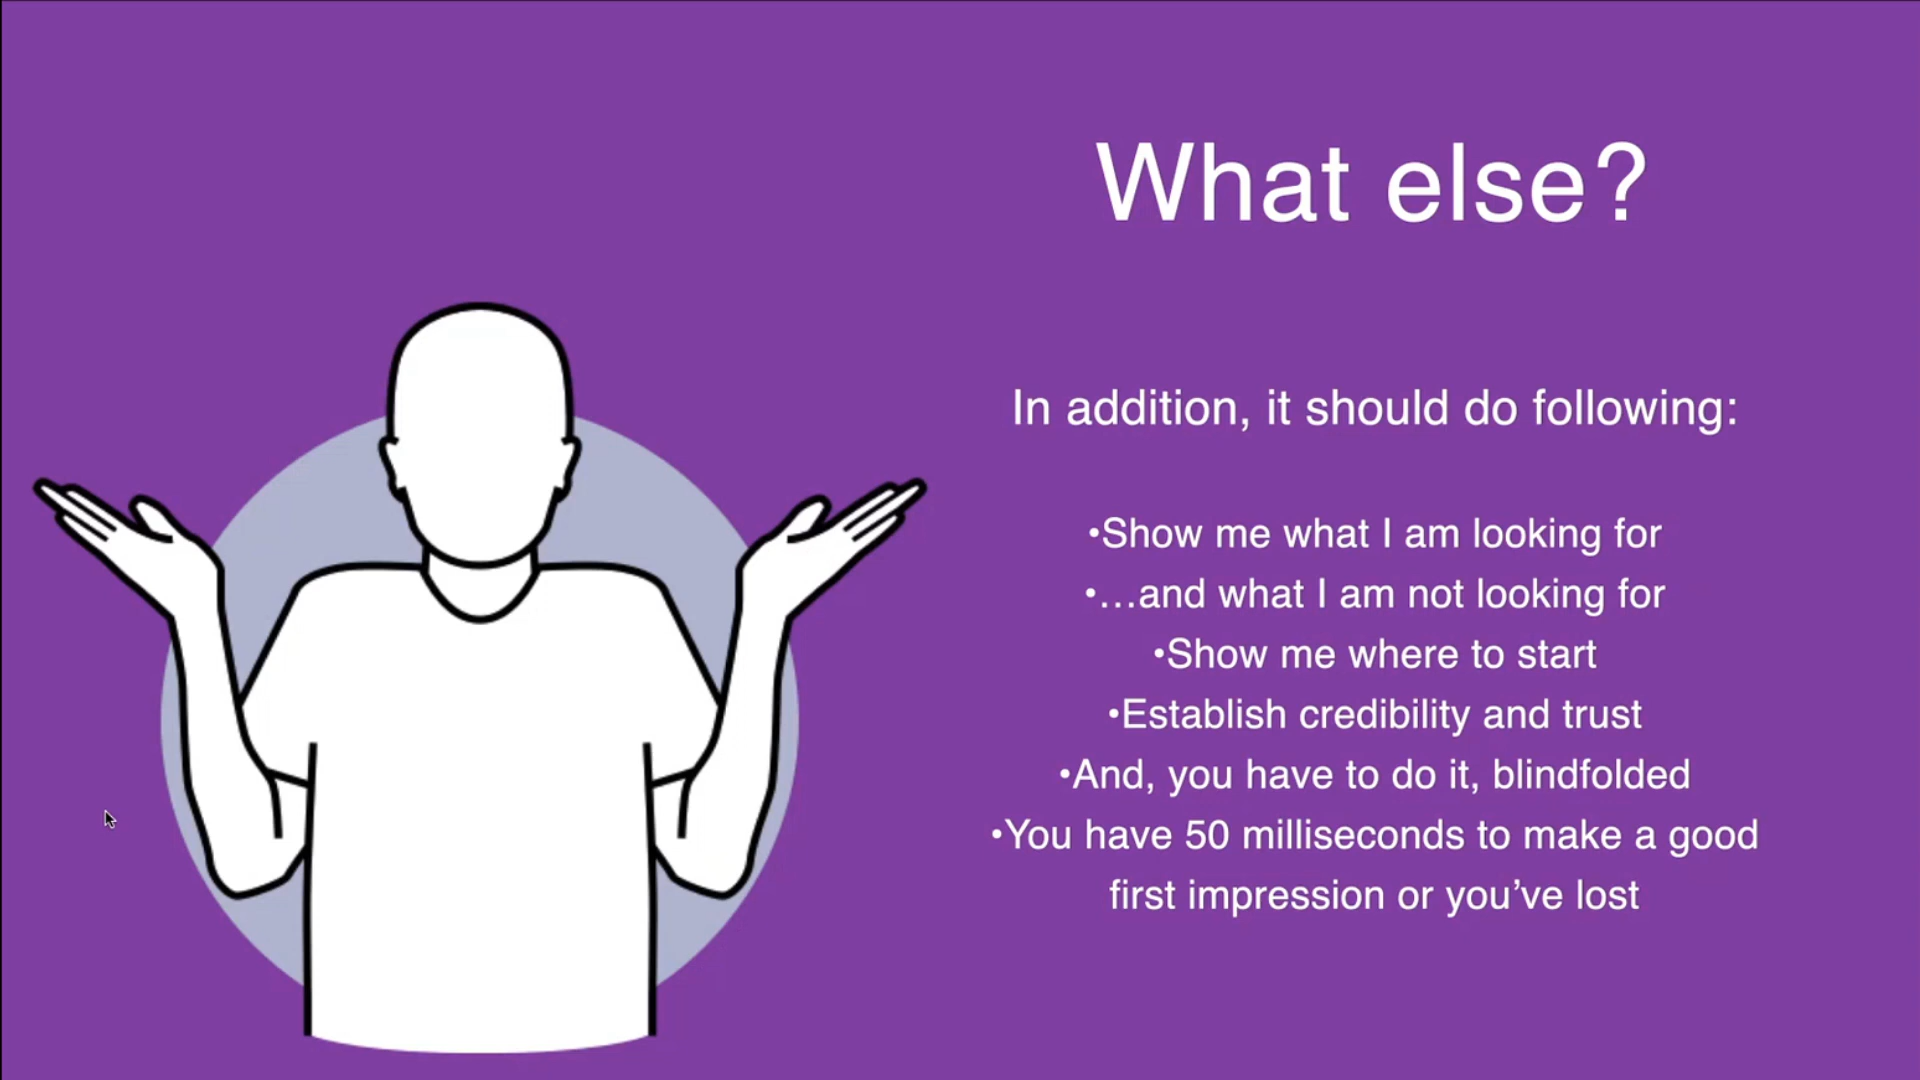 What else?
In addition, it should do following:
•Show me what I am looking for
•…and what I am not looking for
•Show me where to start
•Establish credibility and trust
•And, you have to do it, blindfolded
•You have 50 milliseconds to make a good
first impression or you’ve lost